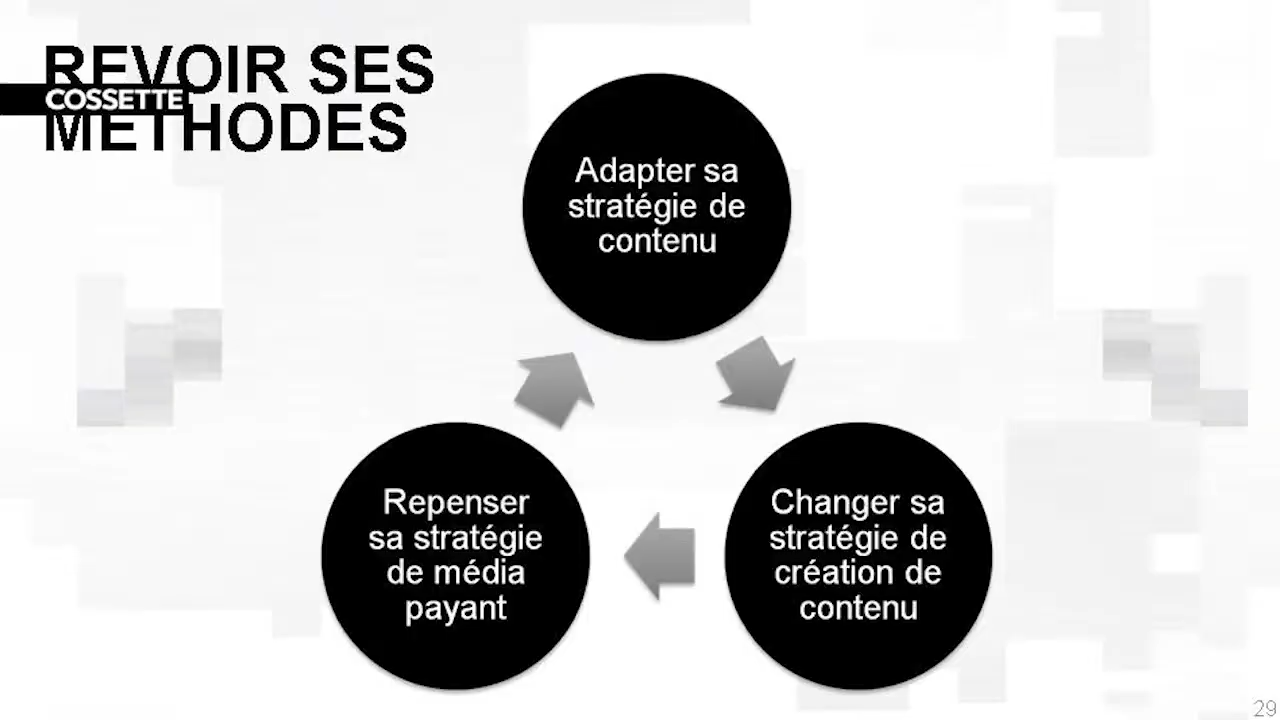 REVOIR SES
COSSETTE
METHODES
Adapter sa
stratégie de
contenu
Repenser
sa stratégie
de média
payant
Changer sa
stratégie de
création de
contenu
29